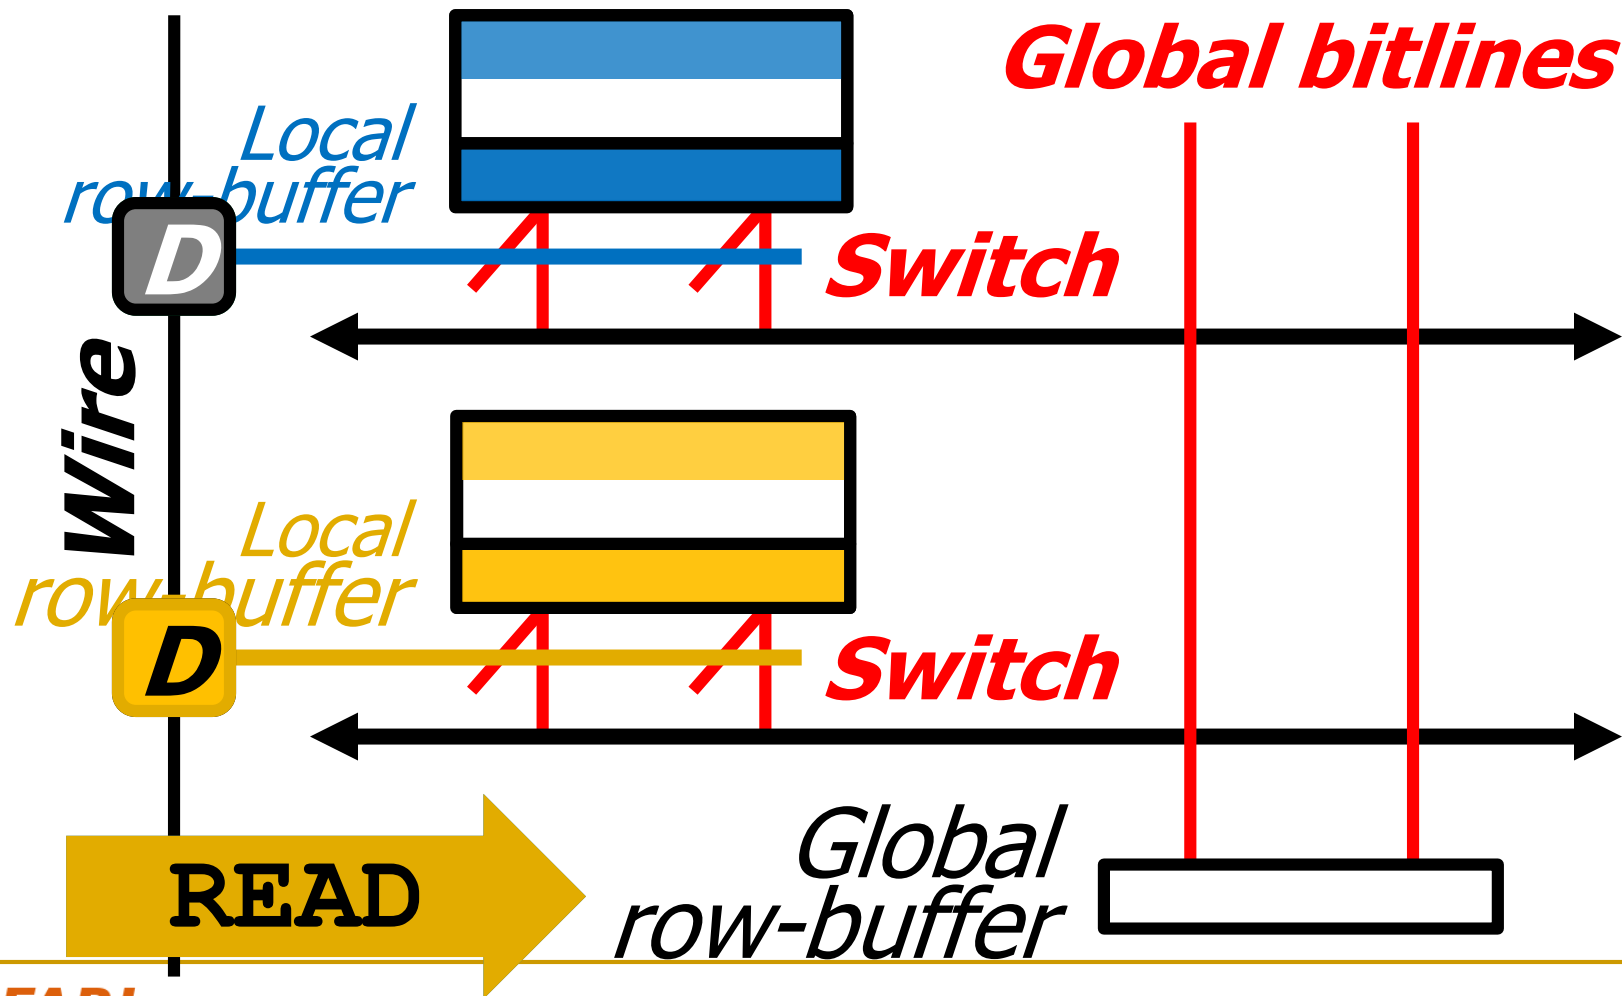 Global bitlines
Local
row-buffer
D
Switch
Wire
Local
row-buffer
D
Switch
READ
Global
row-buffer